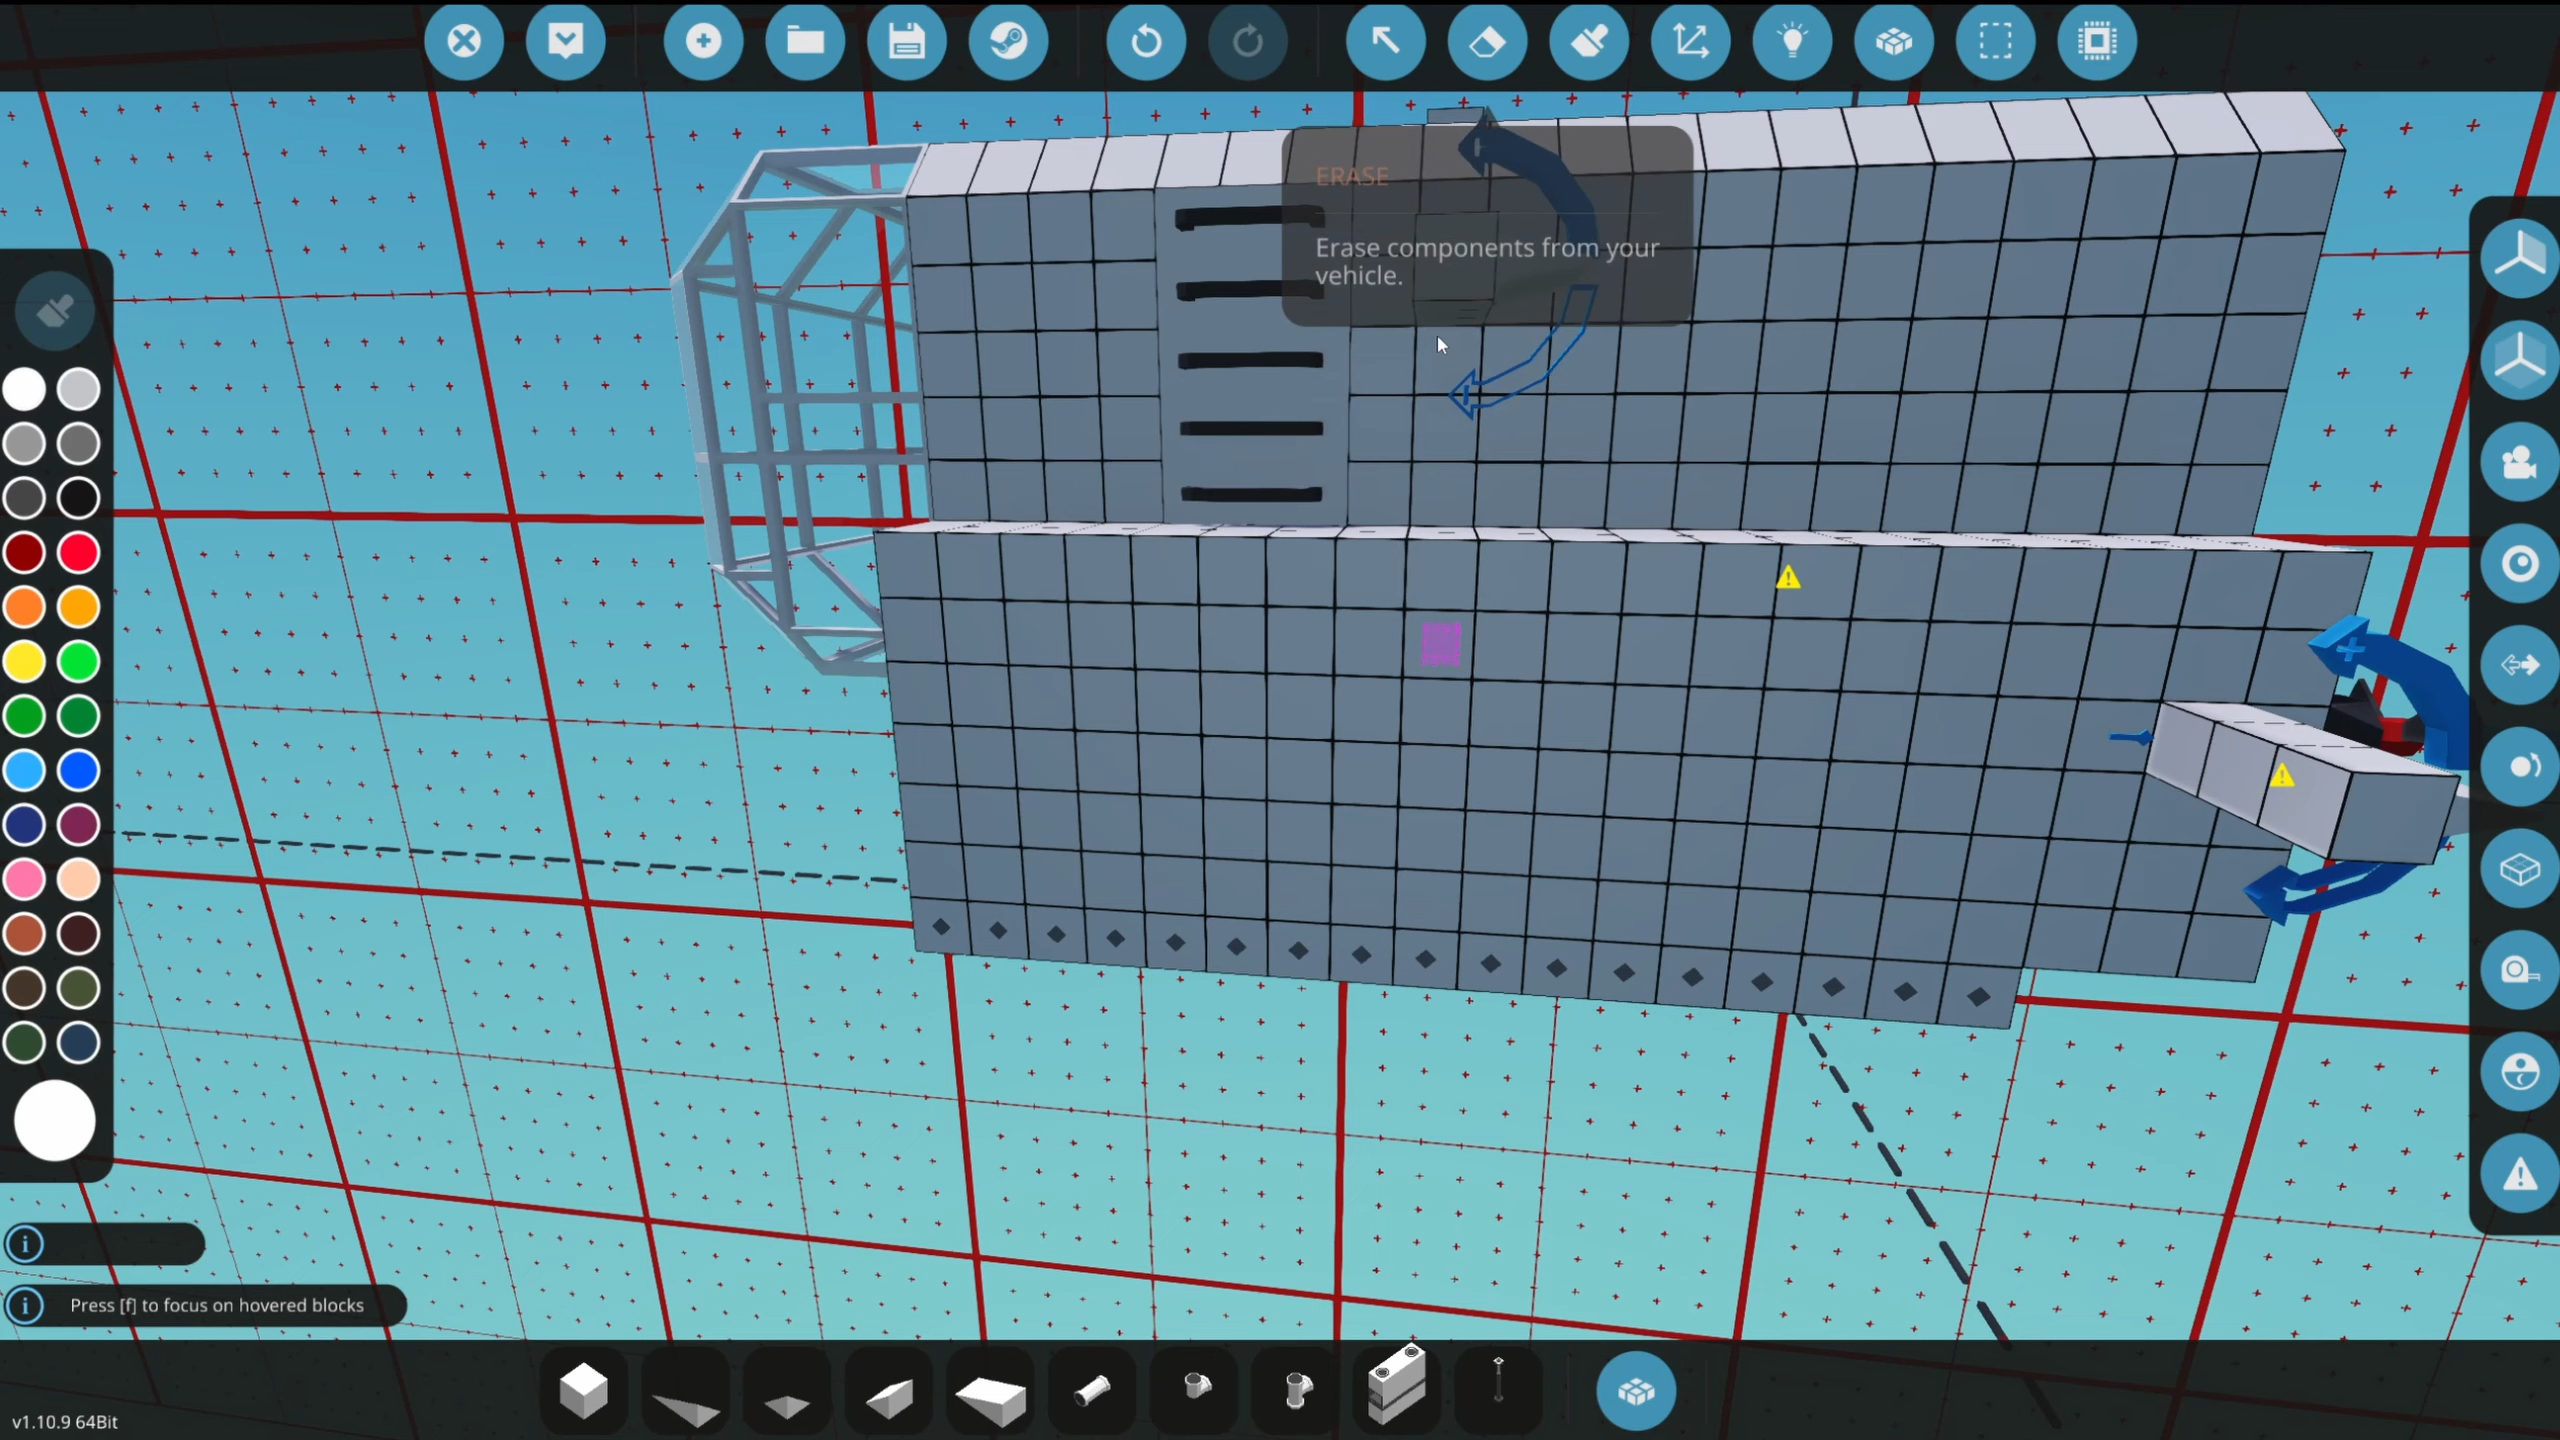 ERASE
Erase components from your
vehicle.
Press [f] to focus on hovered blocks
v1.10.9 64Bit